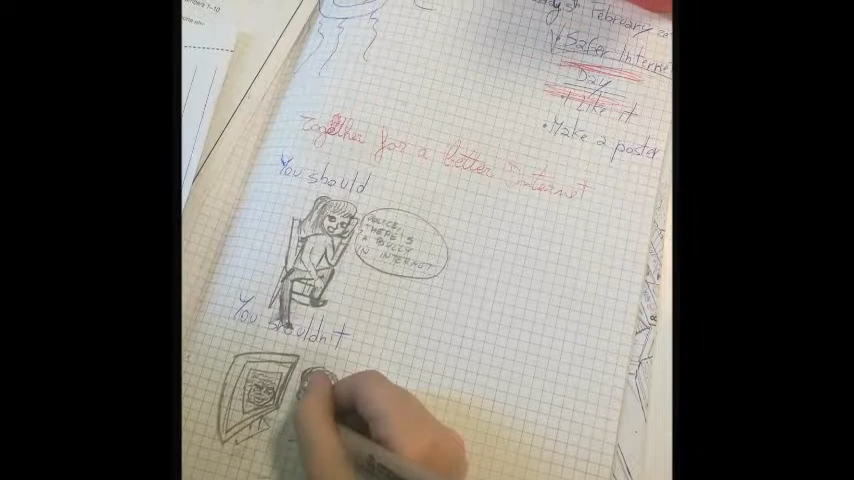 February
• Safer Internet
Day
• I Like it
• Make a poster
Together for a better Internet
You should
POLICE,
THERE IS
A BULLY
IN INTERNET
You shouldn't